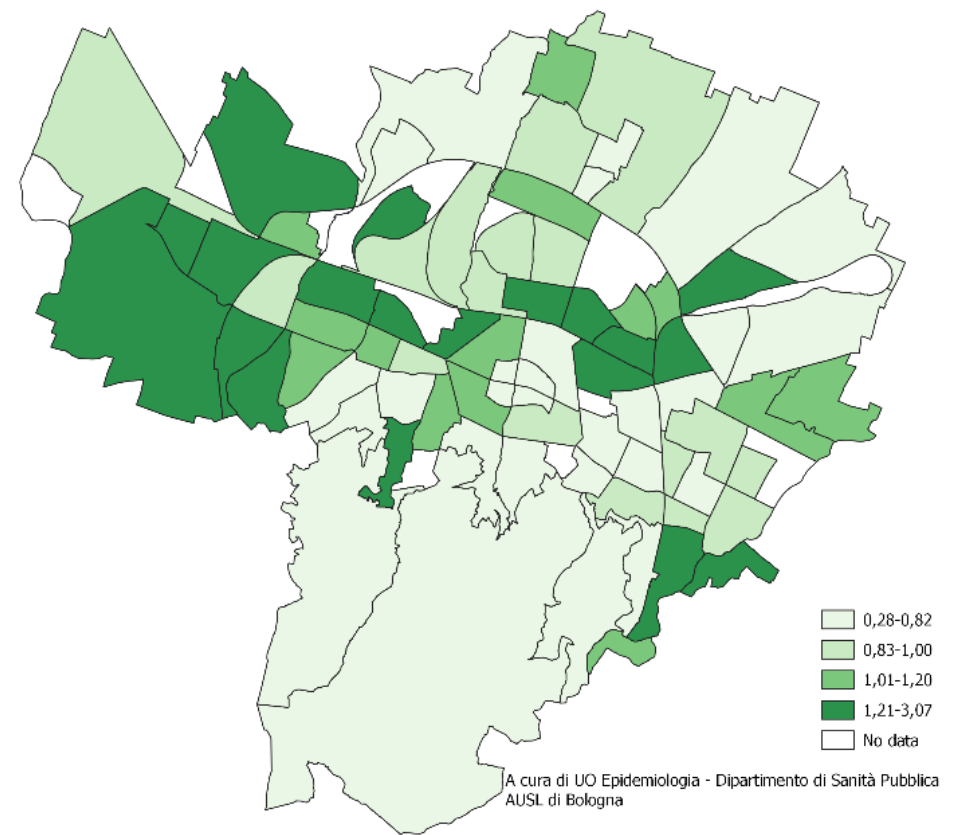 0,28-0,82
0,83-1,00
1,01-1,20
1,21-3,07
No data
A cura di UO Epidemiologia - Dipartimento di Sanità Pubblica
AUSL di Bologna